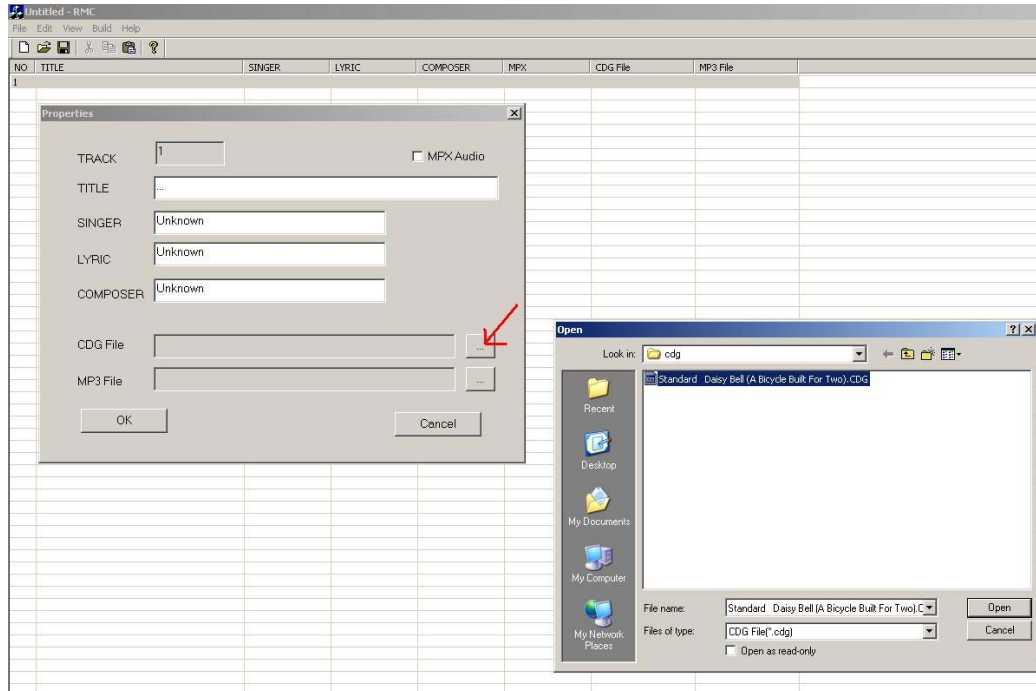 Untitled - RMC
File Edit View Build Help
NO TITLE SINGER LYRIC COMPOSER MPX CDG File MP3 File
1
Properties
TRACK 1 MPX Audio
TITLE ...
SINGER Unknown
LYRIC Unknown
COMPOSER Unknown
CDG File ...
MP3 File ...
OK Cancel
Open
Look in: cdg
Standard Daisy Bell (A Bicycle Built For Two).CDG
Recent
Desktop
My Documents
My Computer
My Network Places
File name: Standard Daisy Bell (A Bicycle Built For Two).C Open
Files of type: CDG File(*.cdg) Cancel
Open as read-only